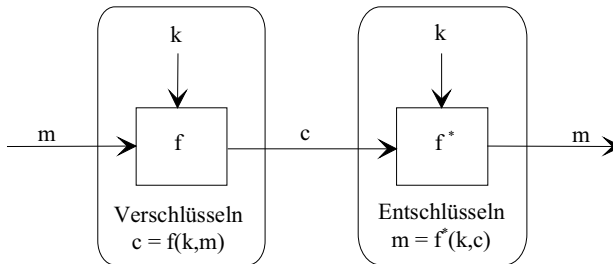 k
k
m
f
c
f*
m
Verschlüsseln
c = f(k,m)
Entschlüsseln
m = f*(k,c)